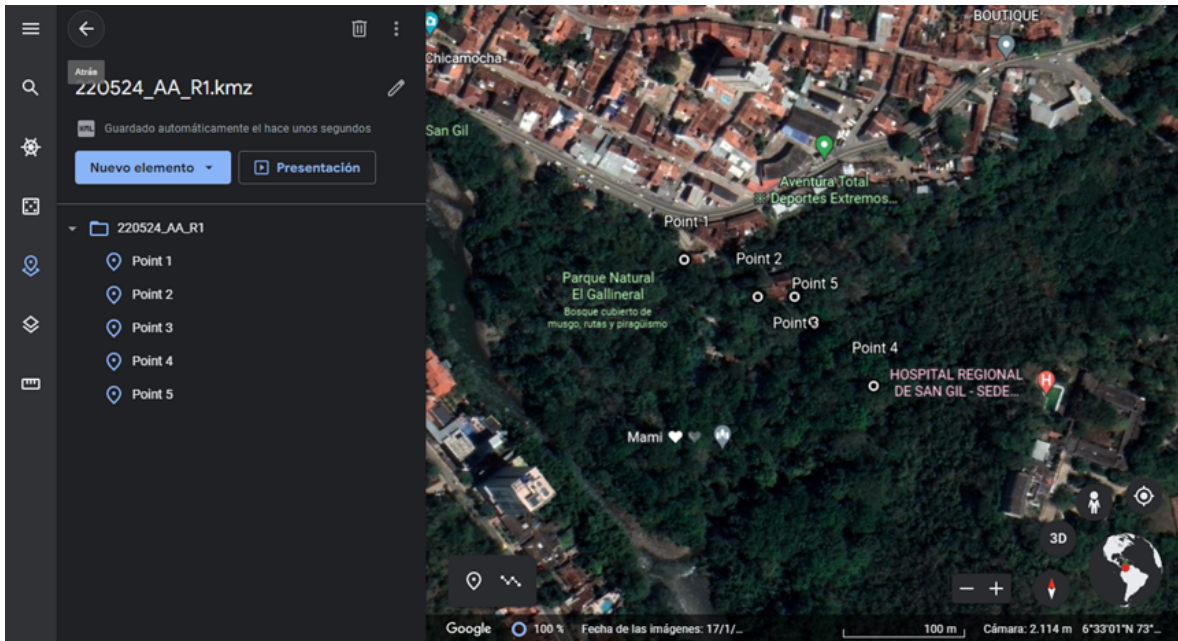 Atrás
220524_AA_R1.kmz
KML
Guardado automáticamente el hace unos segundos
Nuevo elemento
Presentación
220524_AA_R1
Point 1
Point 2
Point 3
Point 4
Point 5
BOUTIQUE
Chicamocha
San Gil
Aventura Total
Deportes Extremos...
Point 1
Point 2
Parque Natural
El Gallineral
Bosque cubierto de
musgo, rutas y piragüismo
Point 5
Point 3
Point 4
HOSPITAL REGIONAL
DE SAN GIL - SEDE...
H
Mami
3D
Google
100 %
Fecha de las imágenes: 17/1/...
100 m
Cámara: 2.114 m
6°33'01"N 73°...